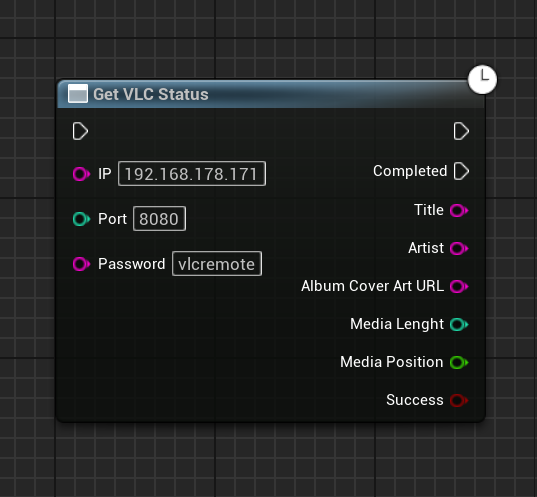 Get VLC Status
IP 192.168.178.171
Completed
Port 8080
Title
Password vlcremote
Artist
Album Cover Art URL
Media Lenght
Media Position
Success